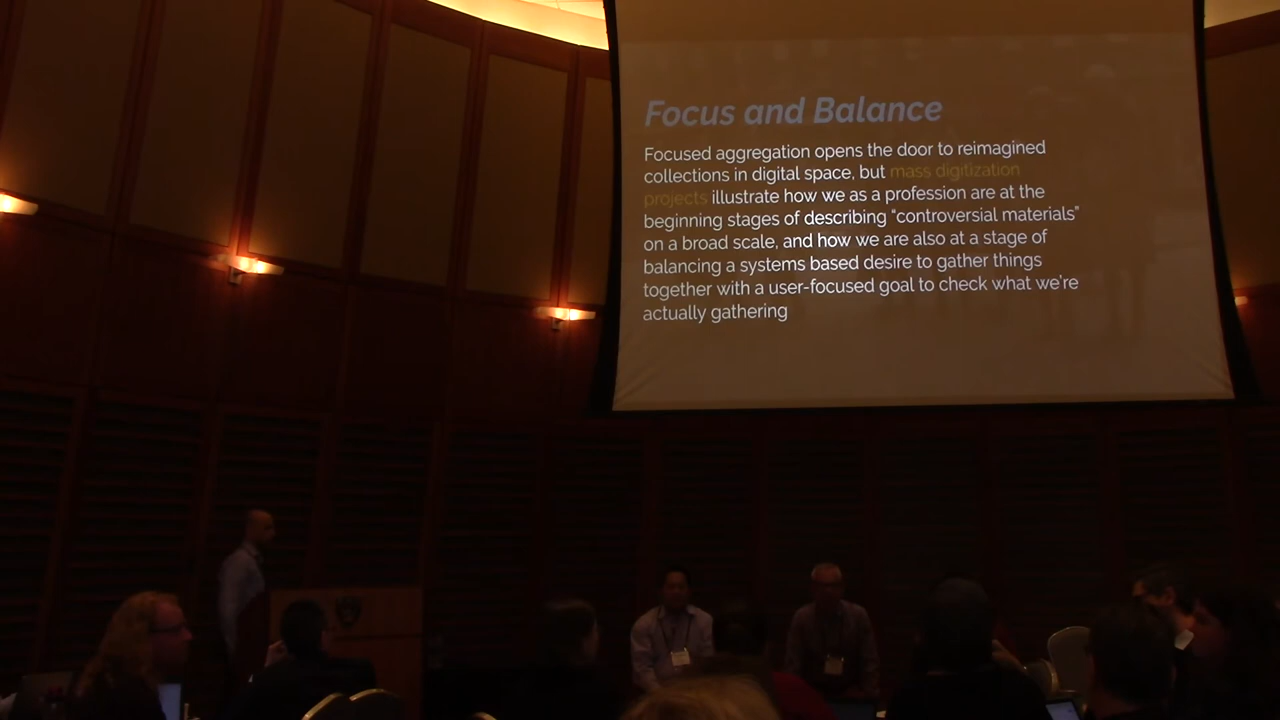 Focus and Balance
Focused aggregation opens the door to reimagined
collections in digital space, but mass digitization
projects illustrate how we as a profession are at the
beginning stages of describing “controversial materials”
on a broad scale, and how we are also at a stage of
balancing a systems based desire to gather things
together with a user-focused goal to check what we're
actually gathering